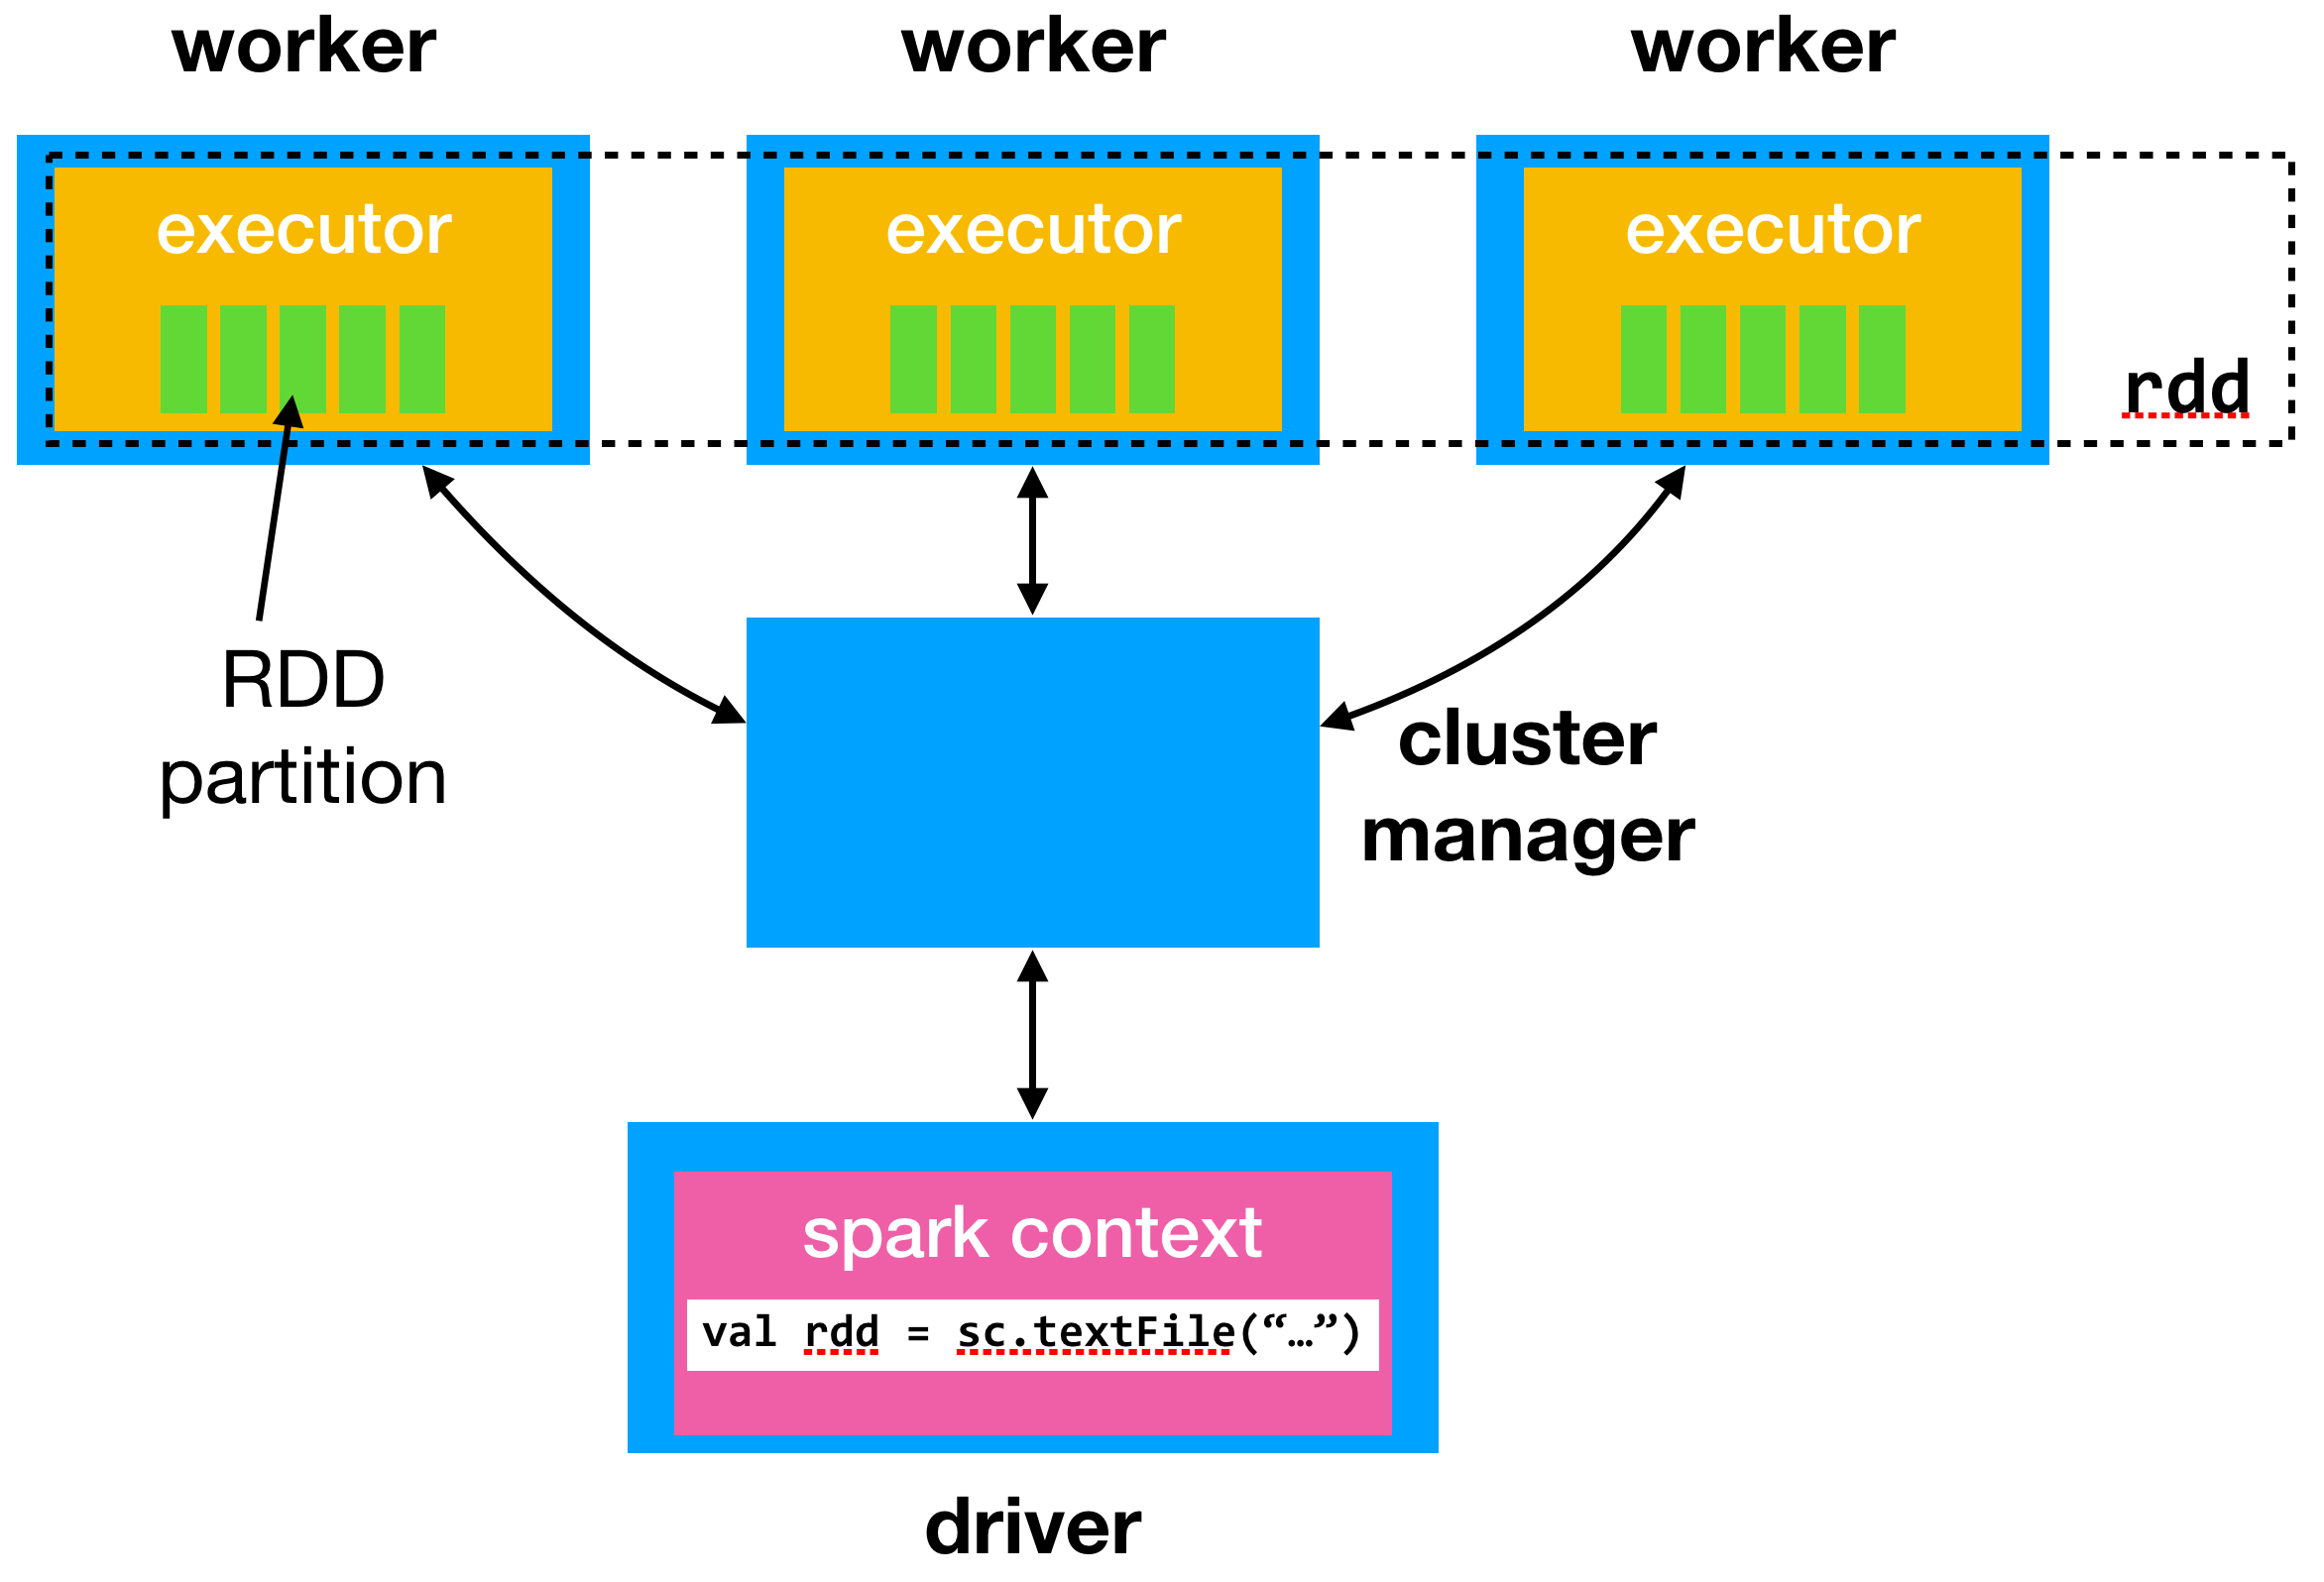 worker
worker
worker
executor
executor
executor
rdd
RDD
partition
cluster
manager
spark context
val rdd = sc.textFile(“…”)
driver